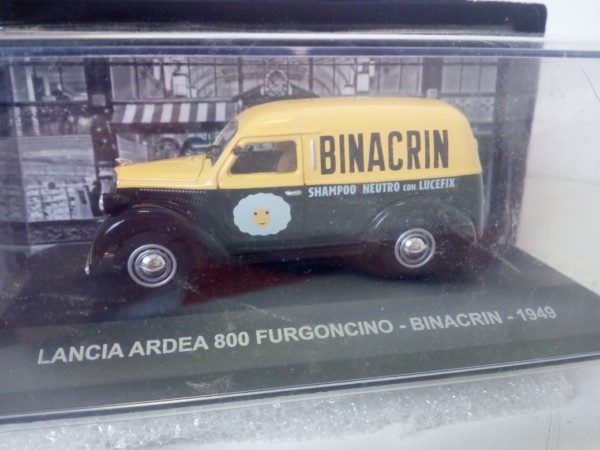 BINACRIN
SHAMPOO NEUTRO CON LUCEFIX
LANCIA ARDEA 800 FURGONCINO - BINACRIN - 1949